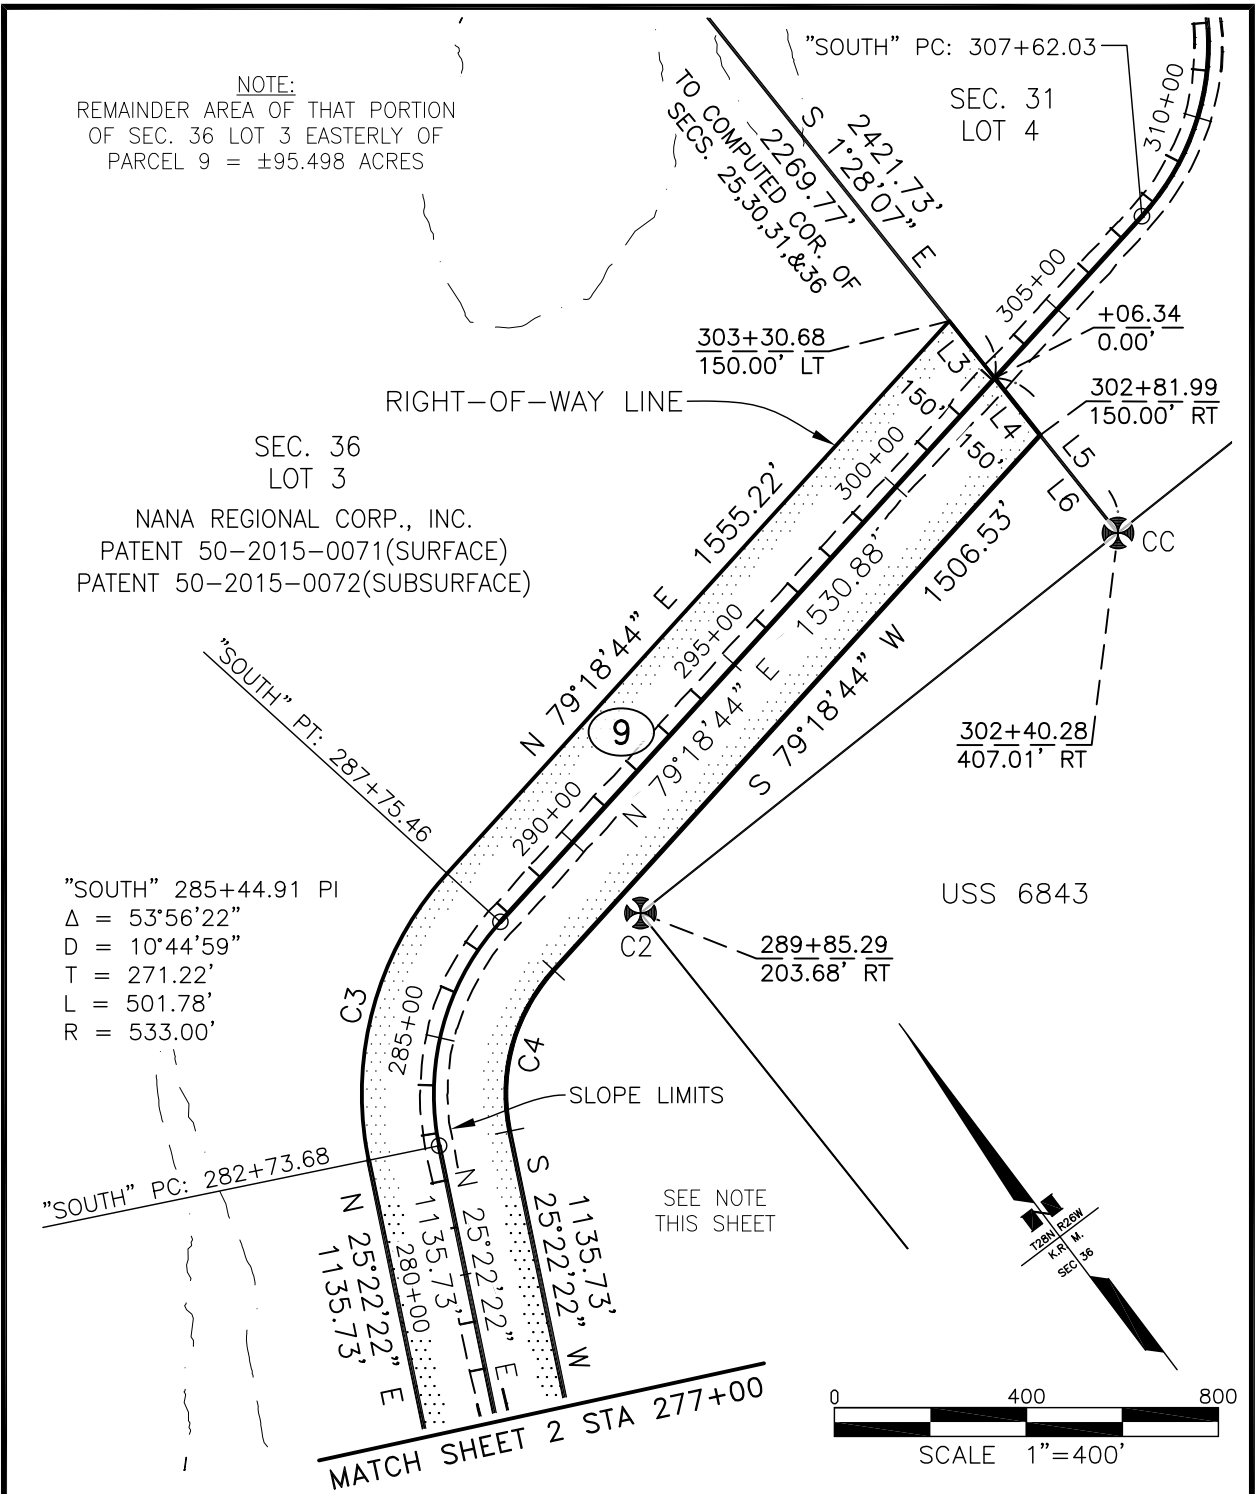 NOTE:
REMAINDER AREA OF THAT PORTION
OF SEC. 36 LOT 3 EASTERLY OF
PARCEL 9 = ±95.498 ACRES
"SOUTH" PC: 307+62.03
SEC. 31
LOT 4
310+00
2421.73'
S 1°28'07" E
2269.77'
TO COMPUTED COR. OF
SECS. 25,30,31,&36
305+00
+06.34
0.00'
303+30.68
150.00' LT
302+81.99
150.00' RT
RIGHT-OF-WAY LINE
L3
L4
L5
L6
150'
150'
CC
SEC. 36
LOT 3
NANA REGIONAL CORP., INC.
PATENT 50-2015-0071(SURFACE)
PATENT 50-2015-0072(SUBSURFACE)
300+00
N 79°18'44" E 1555.22'
N 79°18'44" E 1530.88'
S 79°18'44" W 1506.53'
295+00
9
302+40.28
407.01' RT
"SOUTH" PT: 287+75.46
290+00
"SOUTH" 285+44.91 PI
Δ = 53°56'22"
D = 10°44'59"
T = 271.22'
L = 501.78'
R = 533.00'
USS 6843
C2
289+85.29
203.68' RT
C3
285+00
C4
SLOPE LIMITS
"SOUTH" PC: 282+73.68
SEE NOTE
THIS SHEET
N 25°22'22" E
1135.73'
280+00
N 25°22'22" E
1135.73'
S 25°22'22" W
1135.73'
N
T28N R26W
K.R. M.
SEC 36
MATCH SHEET 2 STA 277+00
0 400 800
SCALE 1"=400'